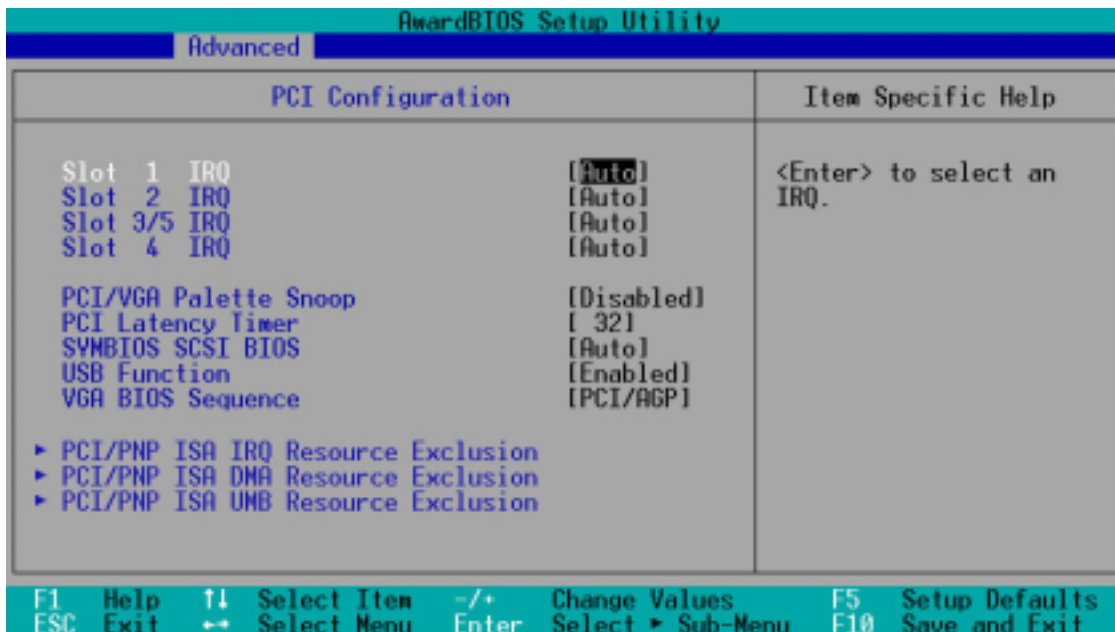 AwardBIOS Setup Utility
Advanced
PCI Configuration
Item Specific Help
Slot 1 IRQ [Auto]
Slot 2 IRQ [Auto]
Slot 3/5 IRQ [Auto]
Slot 4 IRQ [Auto]
<Enter> to select an
IRQ.
PCI/VGA Palette Snoop [Disabled]
PCI Latency Timer [ 32]
SYMBIOS SCSI BIOS [Auto]
USB Function [Enabled]
VGA BIOS Sequence [PCI/AGP]
► PCI/PNP ISA IRQ Resource Exclusion
► PCI/PNP ISA DMA Resource Exclusion
► PCI/PNP ISA UMB Resource Exclusion
F1 Help ↑↓ Select Item -/+ Change Values F5 Setup Defaults
ESC Exit ←→ Select Menu Enter Select ► Sub-Menu F10 Save and Exit